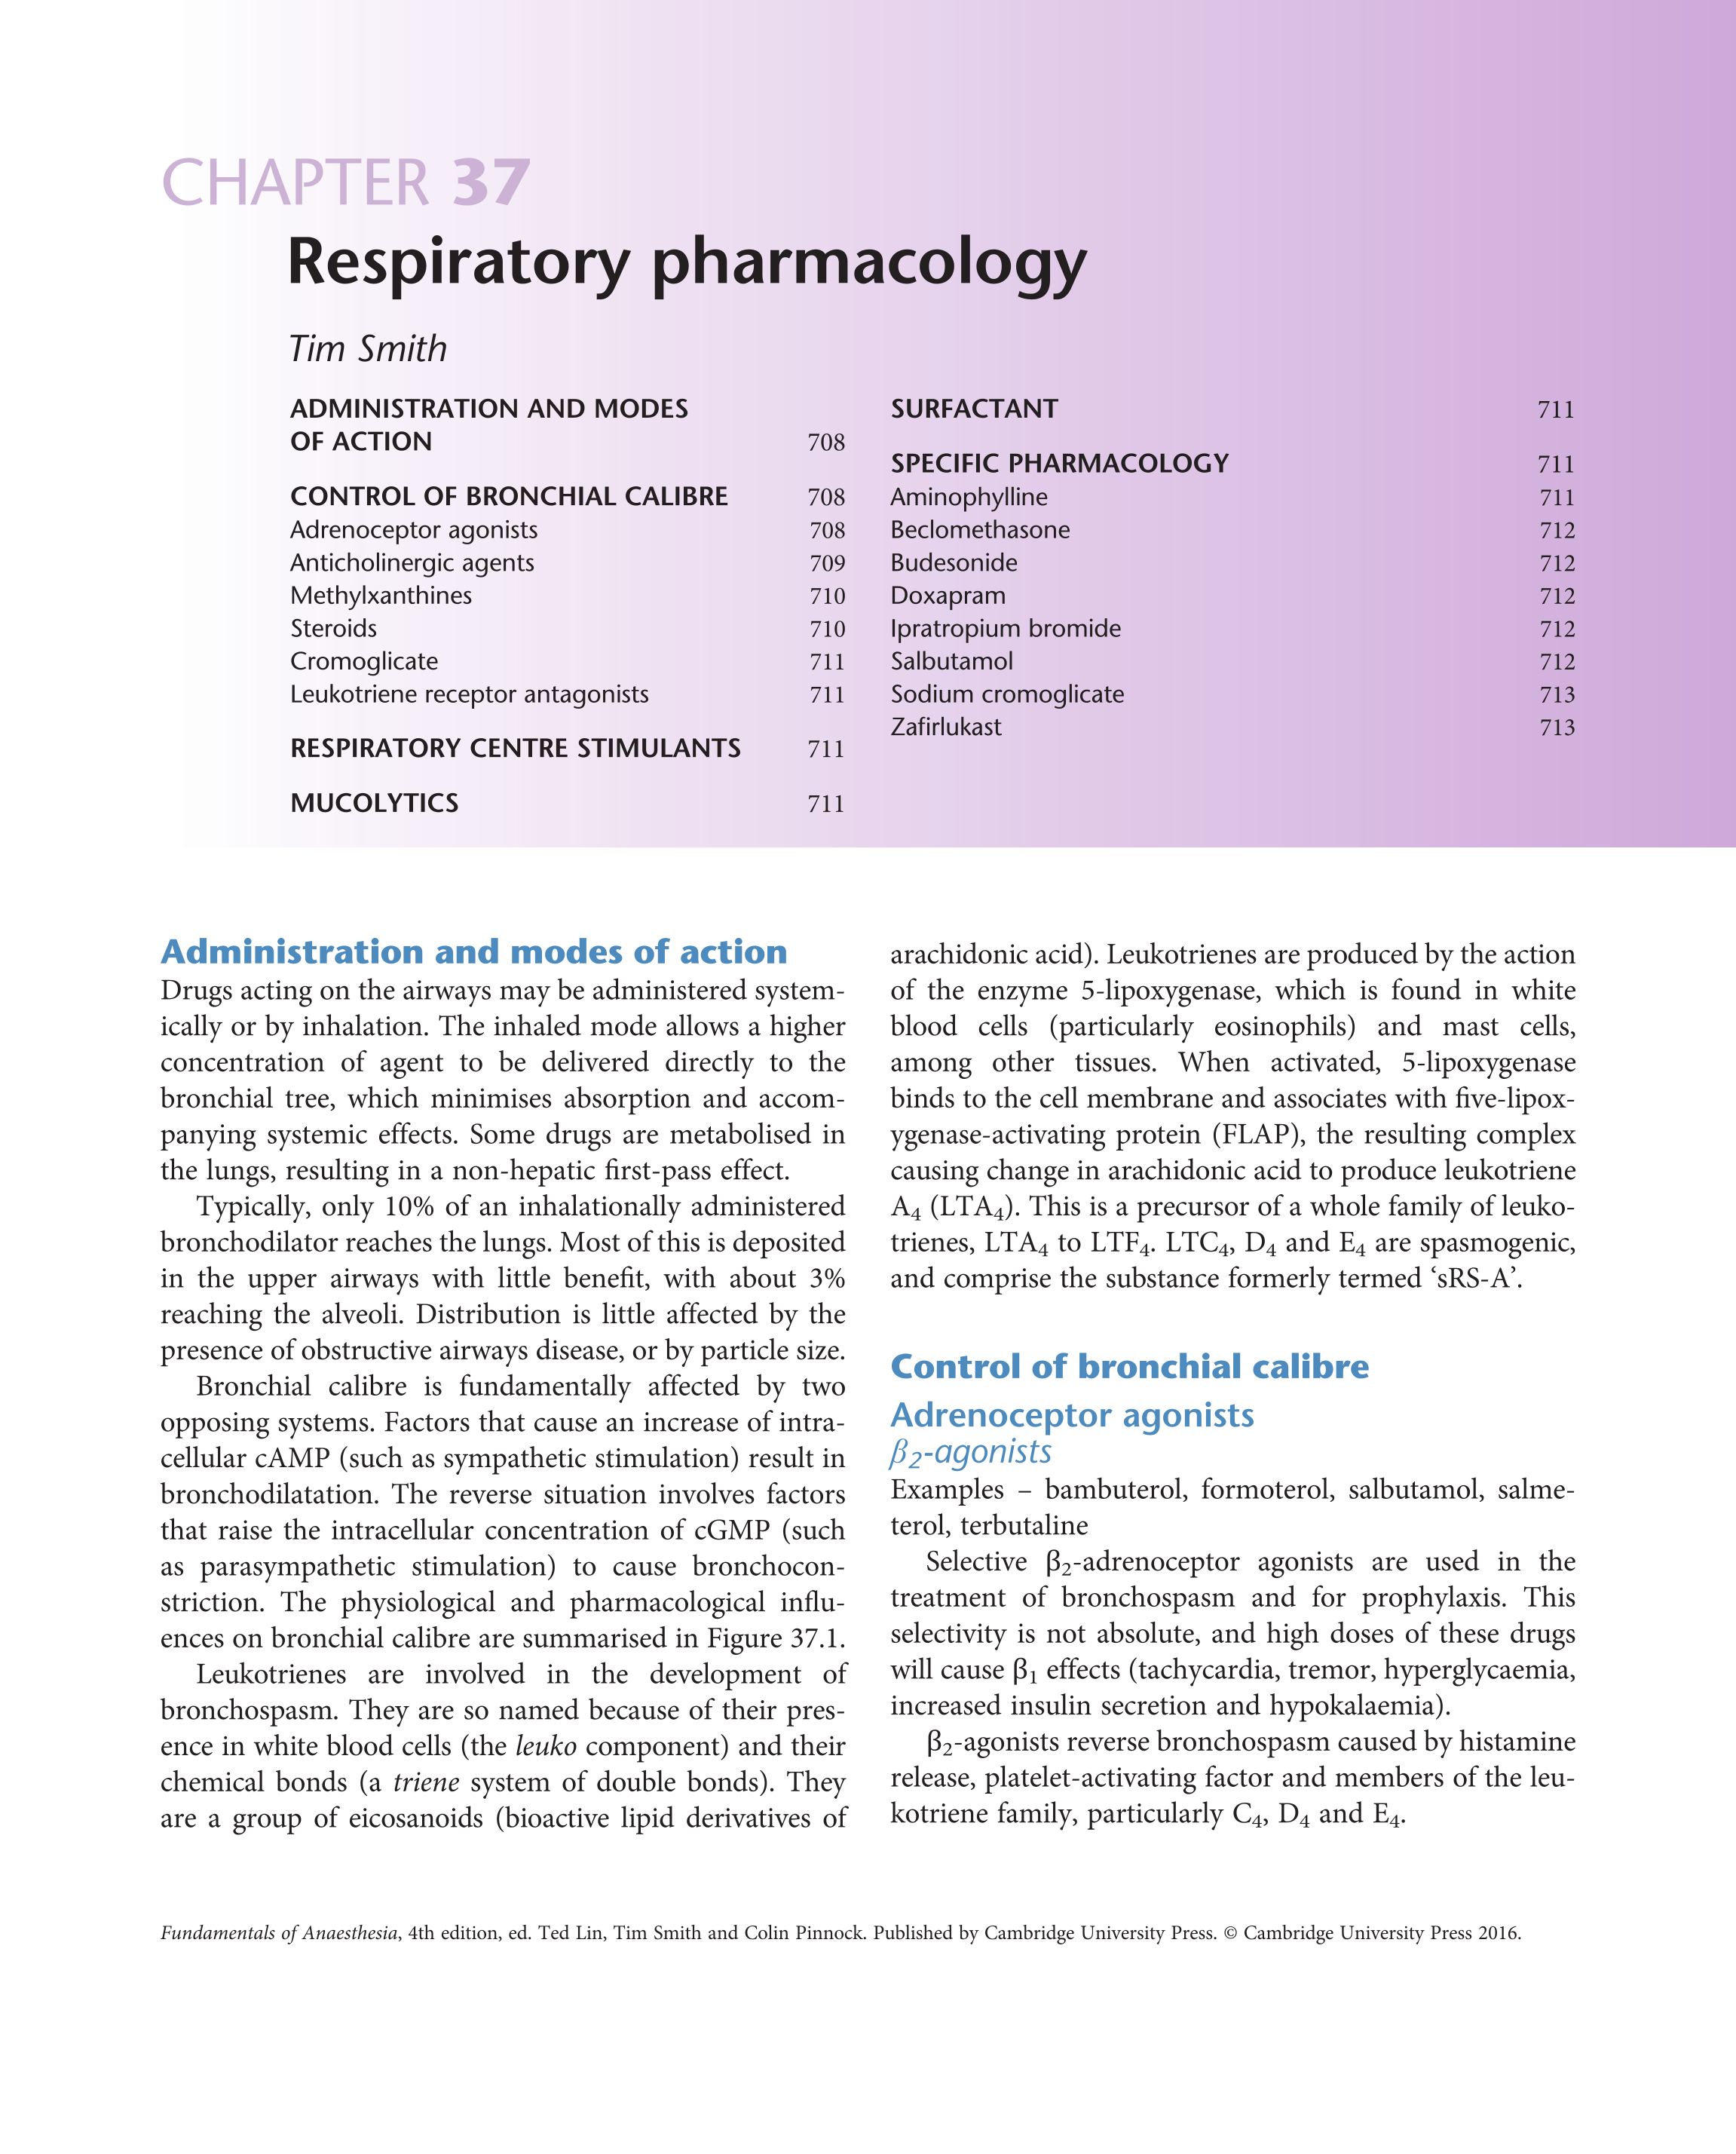 CHAPTER 37
Respiratory pharmacology
Tim Smith
ADMINISTRATION AND MODES
OF ACTION 708
CONTROL OF BRONCHIAL CALIBRE 708
Adrenoceptor agonists 708
Anticholinergic agents 709
Methylxanthines 710
Steroids 710
Cromoglicate 711
Leukotriene receptor antagonists 711
RESPIRATORY CENTRE STIMULANTS 711
MUCOLYTICS 711
SURFACTANT 711
SPECIFIC PHARMACOLOGY 711
Aminophylline 711
Beclomethasone 712
Budesonide 712
Doxapram 712
Ipratropium bromide 712
Salbutamol 712
Sodium cromoglicate 713
Zafirlukast 713
Administration and modes of action
Drugs acting on the airways may be administered system-
ically or by inhalation. The inhaled mode allows a higher
concentration of agent to be delivered directly to the
bronchial tree, which minimises absorption and accom-
panying systemic effects. Some drugs are metabolised in
the lungs, resulting in a non-hepatic first-pass effect.
Typically, only 10% of an inhalationally administered
bronchodilator reaches the lungs. Most of this is deposited
in the upper airways with little benefit, with about 3%
reaching the alveoli. Distribution is little affected by the
presence of obstructive airways disease, or by particle size.
Bronchial calibre is fundamentally affected by two
opposing systems. Factors that cause an increase of intra-
cellular cAMP (such as sympathetic stimulation) result in
bronchodilatation. The reverse situation involves factors
that raise the intracellular concentration of cGMP (such
as parasympathetic stimulation) to cause bronchocon-
striction. The physiological and pharmacological influ-
ences on bronchial calibre are summarised in Figure 37.1.
Leukotrienes are involved in the development of
bronchospasm. They are so named because of their pres-
ence in white blood cells (the leuko component) and their
chemical bonds (a triene system of double bonds). They
are a group of eicosanoids (bioactive lipid derivatives of
arachidonic acid). Leukotrienes are produced by the action
of the enzyme 5-lipoxygenase, which is found in white
blood cells (particularly eosinophils) and mast cells,
among other tissues. When activated, 5-lipoxygenase
binds to the cell membrane and associates with five-lipox-
ygenase-activating protein (FLAP), the resulting complex
causing change in arachidonic acid to produce leukotriene
A₄ (LTA₄). This is a precursor of a whole family of leuko-
trienes, LTA₄ to LTF₄. LTC₄, D₄ and E₄ are spasmogenic,
and comprise the substance formerly termed ‘sRS-A’.
Control of bronchial calibre
Adrenoceptor agonists
β₂-agonists
Examples – bambuterol, formoterol, salbutamol, salme-
terol, terbutaline
Selective β₂-adrenoceptor agonists are used in the
treatment of bronchospasm and for prophylaxis. This
selectivity is not absolute, and high doses of these drugs
will cause β₁ effects (tachycardia, tremor, hyperglycaemia,
increased insulin secretion and hypokalaemia).
β₂-agonists reverse bronchospasm caused by histamine
release, platelet-activating factor and members of the leu-
kotriene family, particularly C₄, D₄ and E₄.
Fundamentals of Anaesthesia, 4th edition, ed. Ted Lin, Tim Smith and Colin Pinnock. Published by Cambridge University Press. © Cambridge University Press 2016.